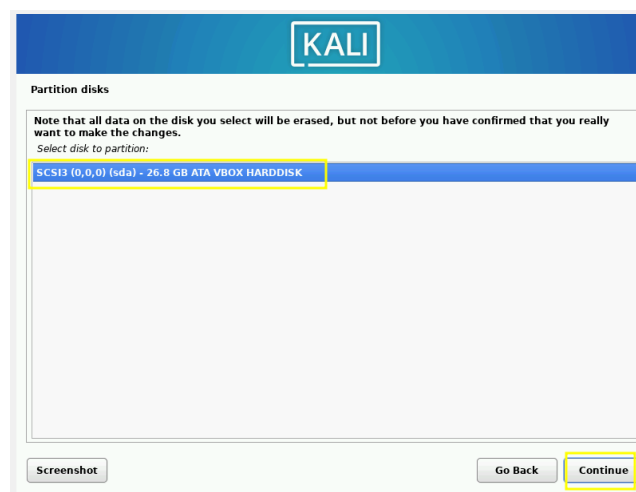 KALI
Partition disks
Note that all data on the disk you select will be erased, but not before you have confirmed that you really
want to make the changes.
Select disk to partition:
SCSI3 (0,0,0) (sda) - 26.8 GB ATA VBOX HARDDISK
Screenshot
Go Back
Continue